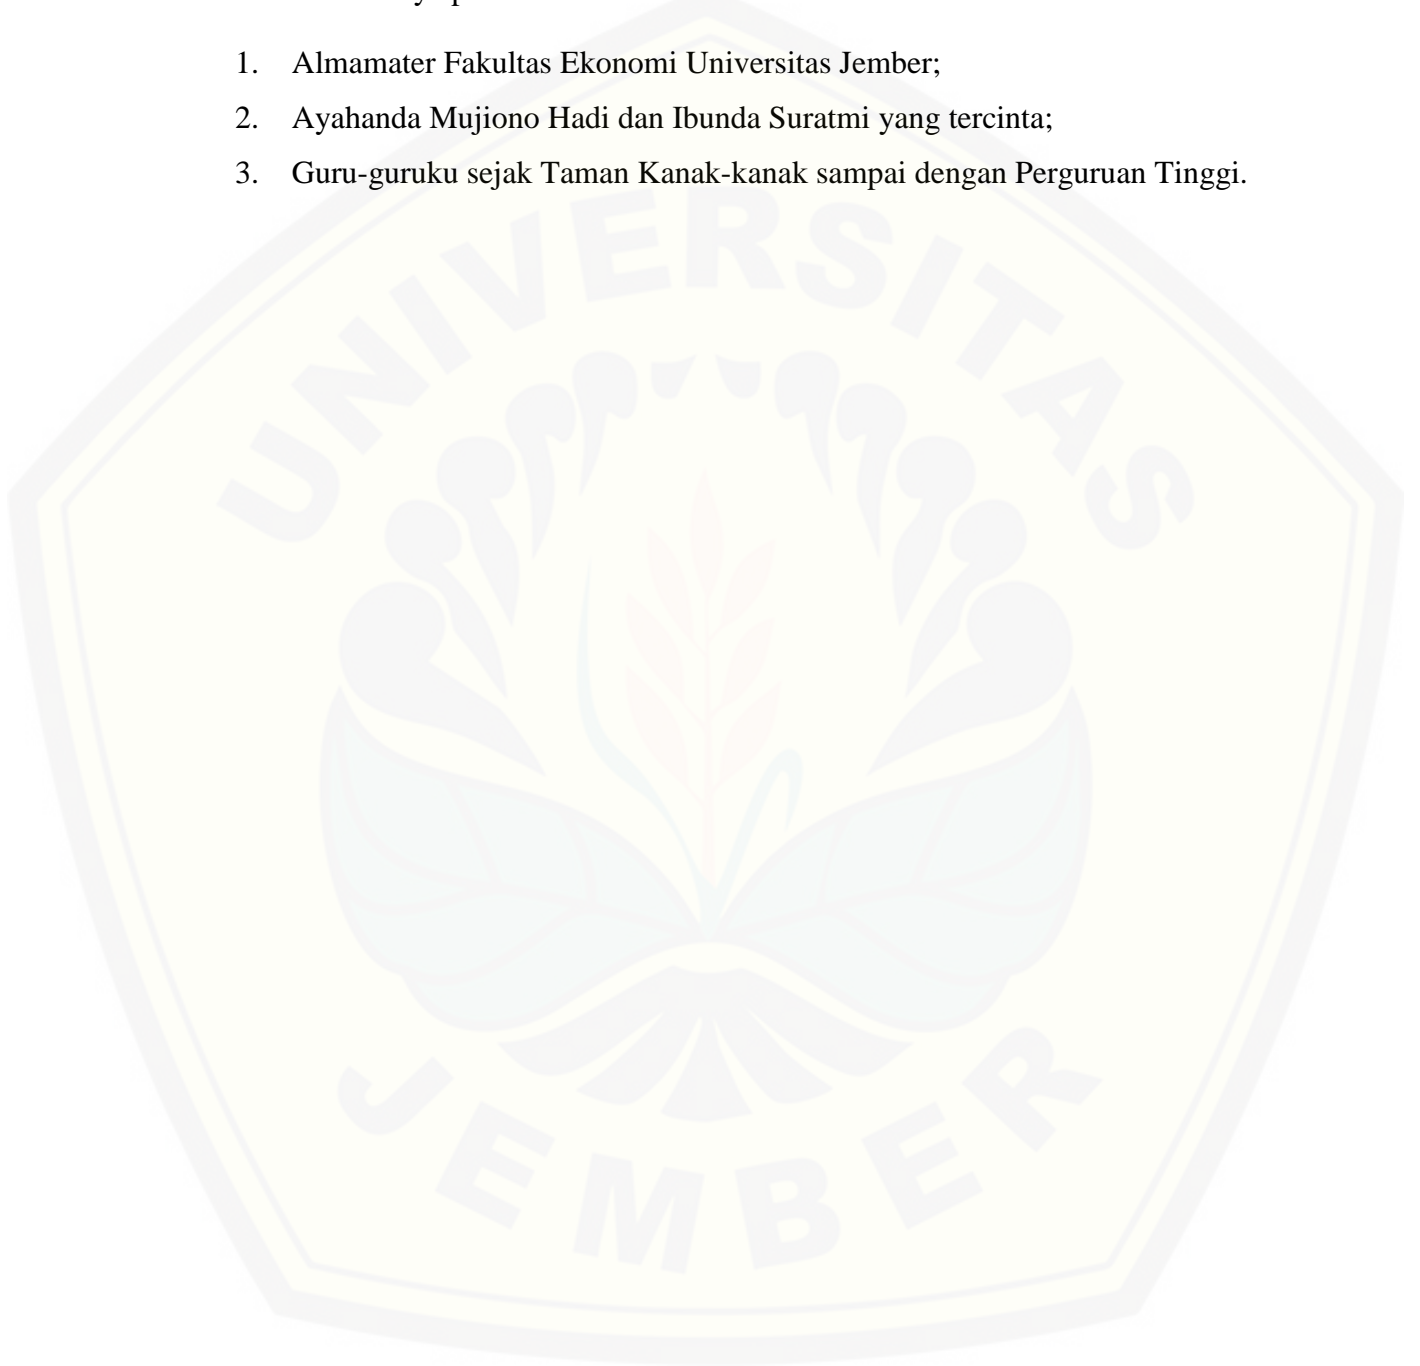 1. Almamater Fakultas Ekonomi Universitas Jember;
2. Ayahanda Mujiono Hadi dan Ibunda Suratmi yang tercinta;
3. Guru-guruku sejak Taman Kanak-kanak sampai dengan Perguruan Tinggi.
UNIVERSITAS
JEMBER